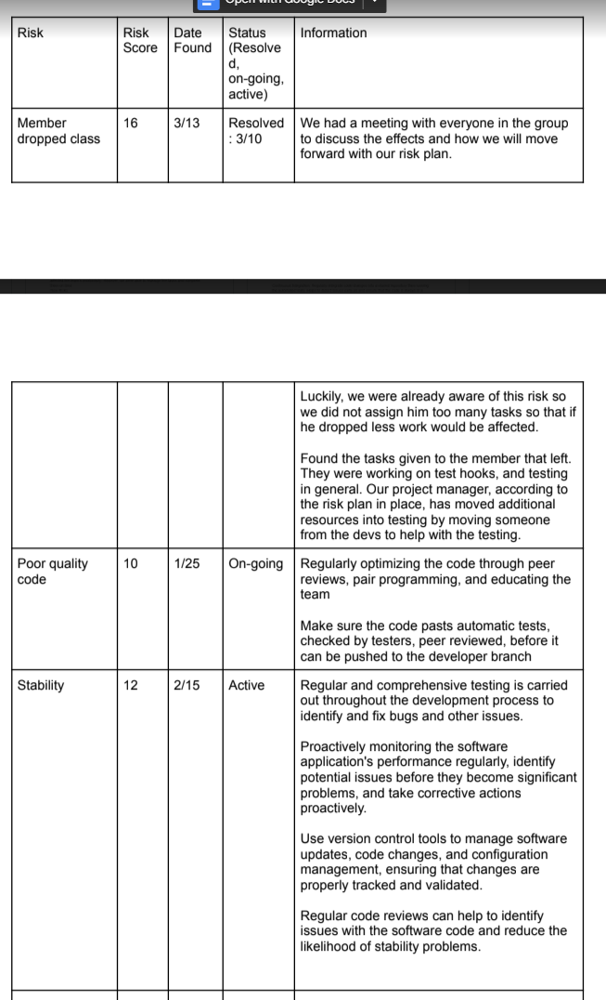 Open with Google Docs
Risk
Risk
Score
Date
Found
Status
(Resolve
d,
on-going,
active)
Information
Member
dropped class
16
3/13
Resolved
: 3/10
We had a meeting with everyone in the group
to discuss the effects and how we will move
forward with our risk plan.
Luckily, we were already aware of this risk so
we did not assign him too many tasks so that if
he dropped less work would be affected.
Found the tasks given to the member that left.
They were working on test hooks, and testing
in general. Our project manager, according to
the risk plan in place, has moved additional
resources into testing by moving someone
from the devs to help with the testing.
Poor quality
code
10
1/25
On-going
Regularly optimizing the code through peer
reviews, pair programming, and educating the
team
Make sure the code pasts automatic tests,
checked by testers, peer reviewed, before it
can be pushed to the developer branch
Stability
12
2/15
Active
Regular and comprehensive testing is carried
out throughout the development process to
identify and fix bugs and other issues.
Proactively monitoring the software
application's performance regularly, identify
potential issues before they become significant
problems, and take corrective actions
proactively.
Use version control tools to manage software
updates, code changes, and configuration
management, ensuring that changes are
properly tracked and validated.
Regular code reviews can help to identify
issues with the software code and reduce the
likelihood of stability problems.